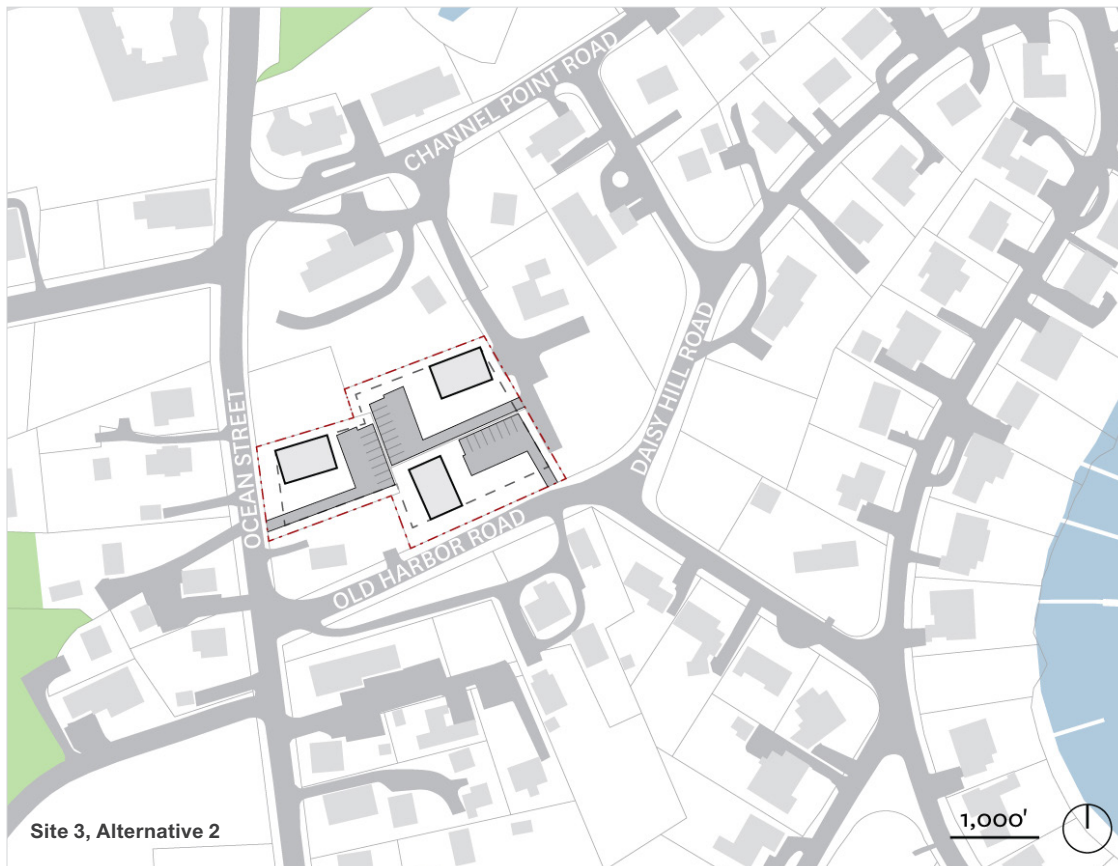 CHANNEL POINT ROAD
DAISY HILL ROAD
OCEAN STREET
OLD HARBOR ROAD
Site 3, Alternative 2
1,000'